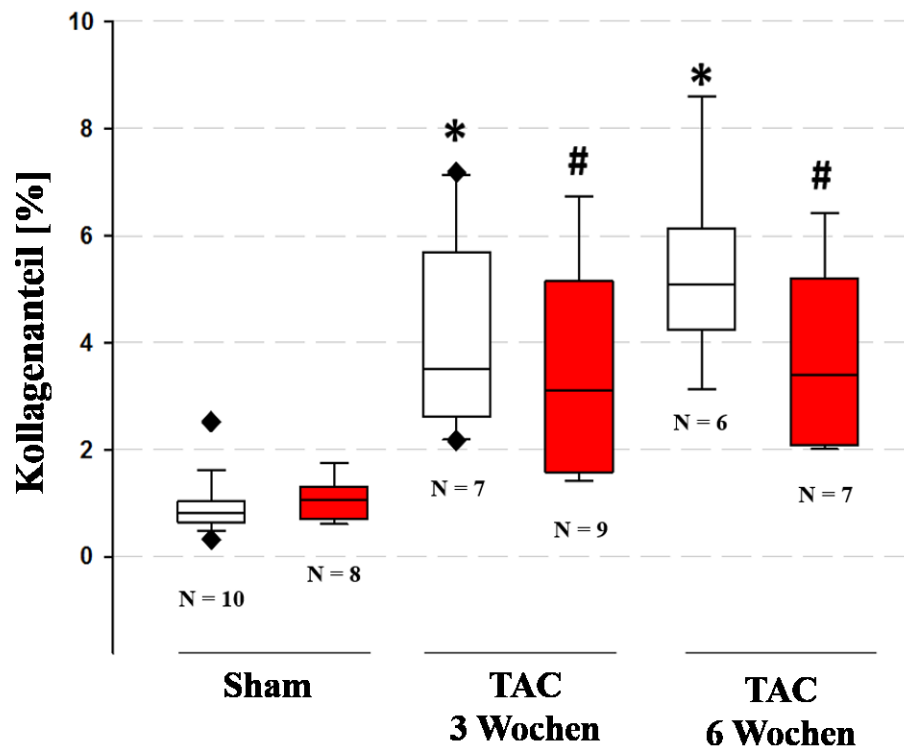 Kollagenanteil [%]
10
8
6
4
2
0
*
#
*
#
N = 10
N = 8
N = 7
N = 9
N = 6
N = 7
Sham
TAC
3 Wochen
TAC
6 Wochen